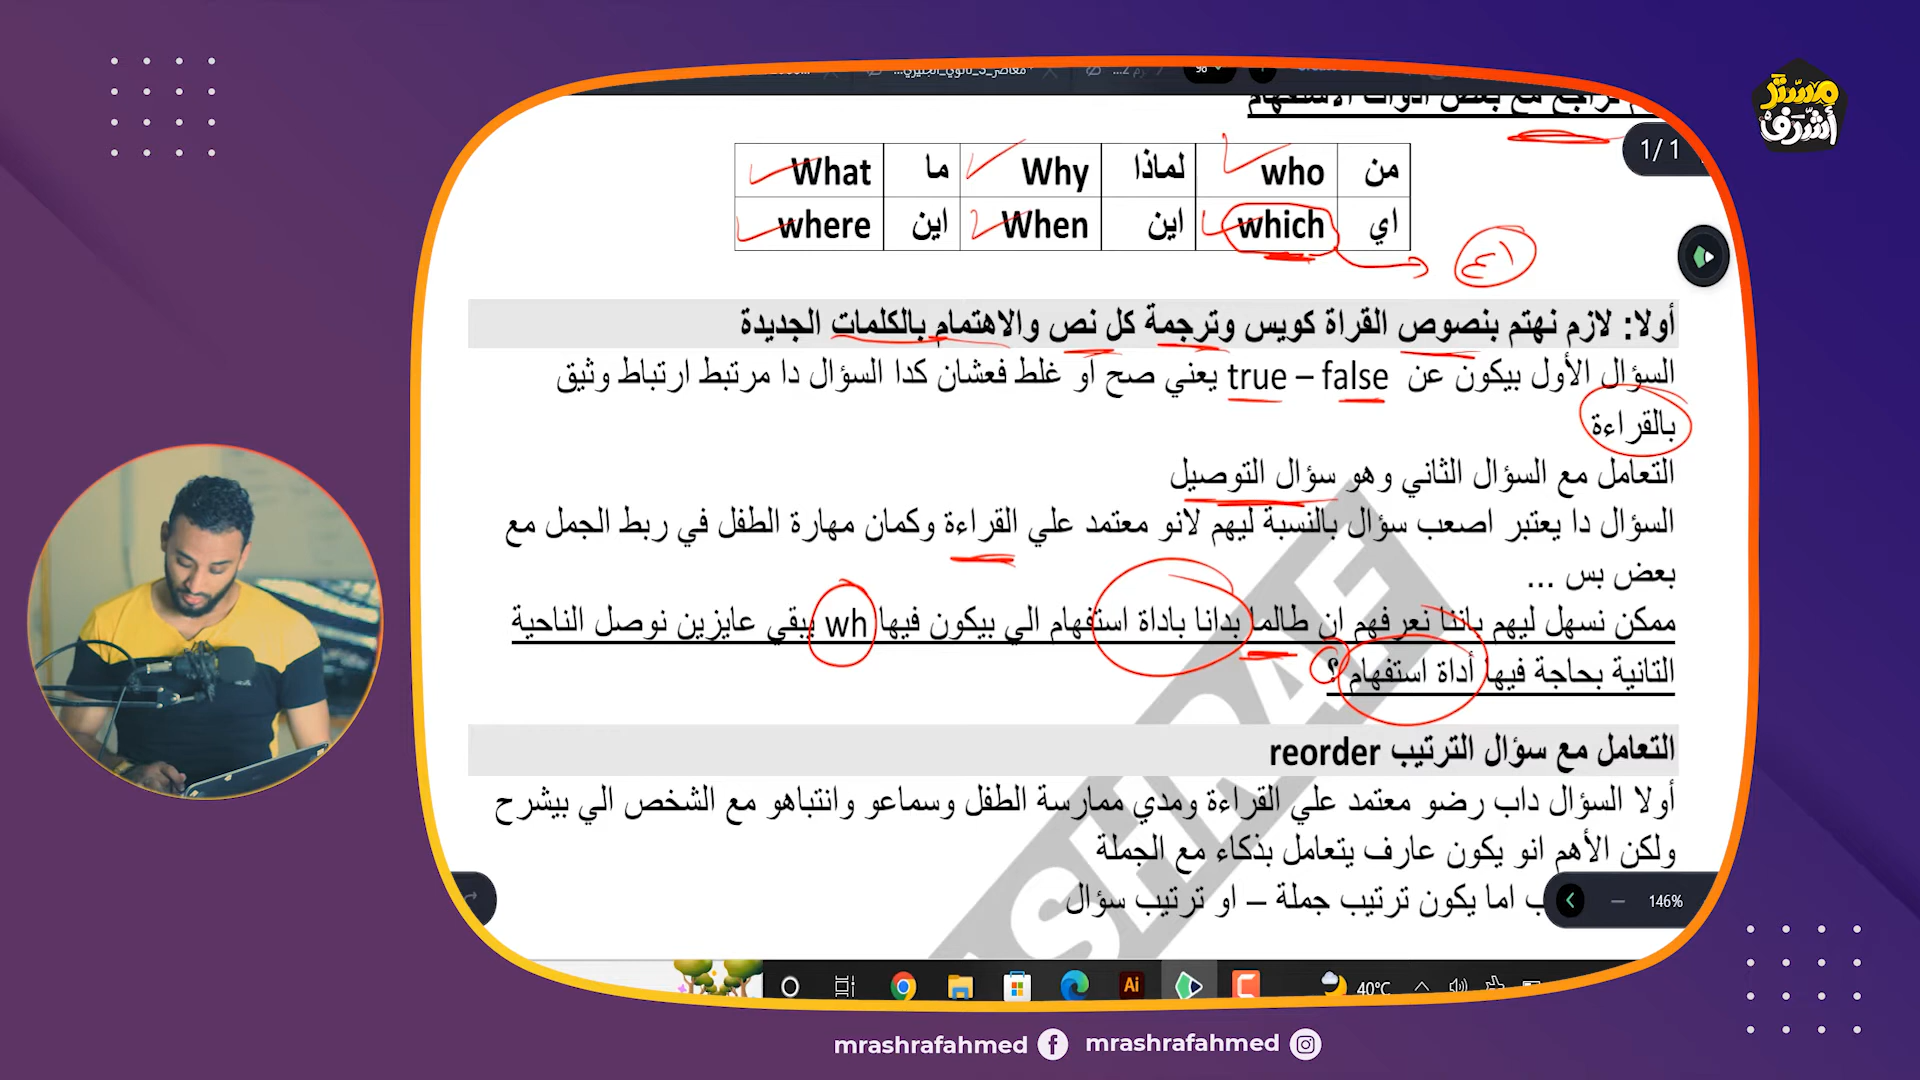 مستر
أشرف
1/ 1
من who لماذا Why ما What
اي which اين When اين where
اسم
أولا: لازم نهتم بنصوص القراة كويس وترجمة كل نص والاهتمام بالكلمات الجديدة
السؤال الأول بيكون عن true – false يعني صح او غلط فعشان كدا السؤال دا مرتبط ارتباط وثيق
بالقراءة
التعامل مع السؤال الثاني وهو سؤال التوصيل
السؤال دا يعتبر اصعب سؤال بالنسبة ليهم لانو معتمد علي القراءة وكمان مهارة الطفل في ربط الجمل مع
بعض بس ...
ممكن نسهل ليهم باننا نعرفهم ان طالما بدانا باداة استفهام الي بيكون فيها wh يبقي عايزين نوصل الناحية
التانية بحاجة فيها أداة استفهام ؟
التعامل مع سؤال الترتيب reorder
أولا السؤال داب رضو معتمد علي القراءة ومدي ممارسة الطفل وسماعو وانتباهو مع الشخص الي بيشرح
ولكن الأهم انو يكون عارف يتعامل بذكاء مع الجملة
ب اما يكون ترتيب جملة – او ترتيب سؤال
146%
40°C
mrashrafahmed mrashrafahmed